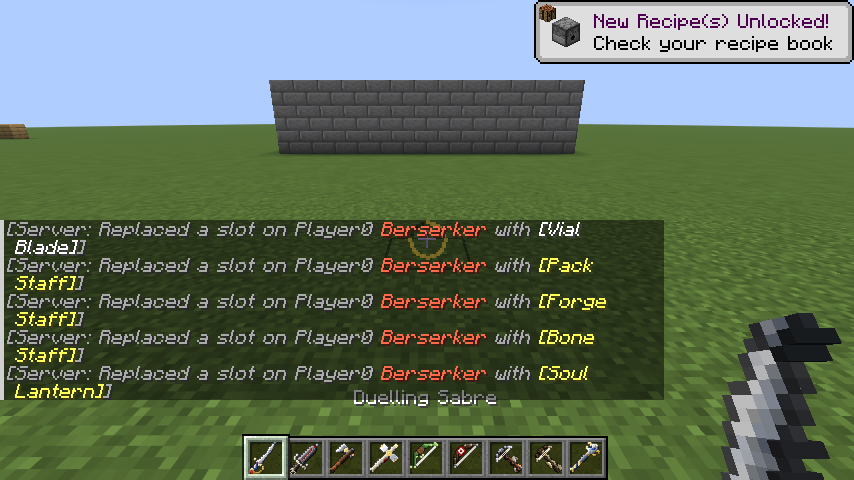 New Recipe(s) Unlocked!
Check your recipe book
[Server: Replaced a slot on Player0 Berserker with [Vial
Blade]]
[Server: Replaced a slot on Player0 Berserker with [Pack
Staff]]
[Server: Replaced a slot on Player0 Berserker with [Forge
Staff]]
[Server: Replaced a slot on Player0 Berserker with [Bone
Staff]]
[Server: Replaced a slot on Player0 Berserker with [Soul
Lantern]]
Duelling Sabre